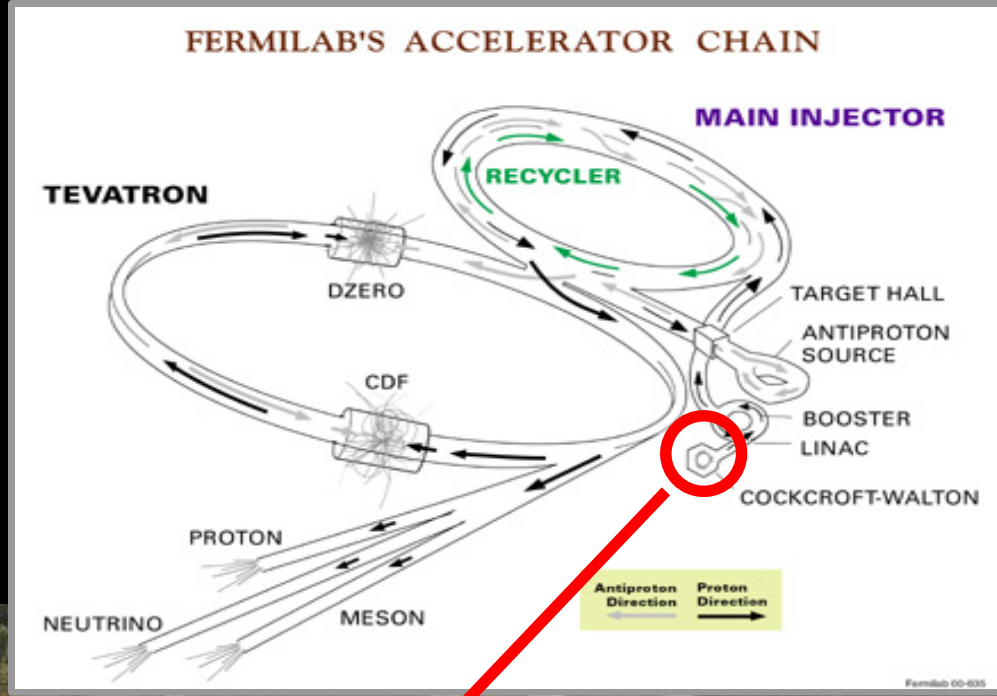 FERMILAB'S ACCELERATOR CHAIN
MAIN INJECTOR
RECYCLER
TEVATRON
DZERO
TARGET HALL
ANTIPROTON
SOURCE
CDF
BOOSTER
LINAC
COCKCROFT-WALTON
PROTON
NEUTRINO
MESON
Antiproton Proton
Direction Direction
Fermilab 00-635